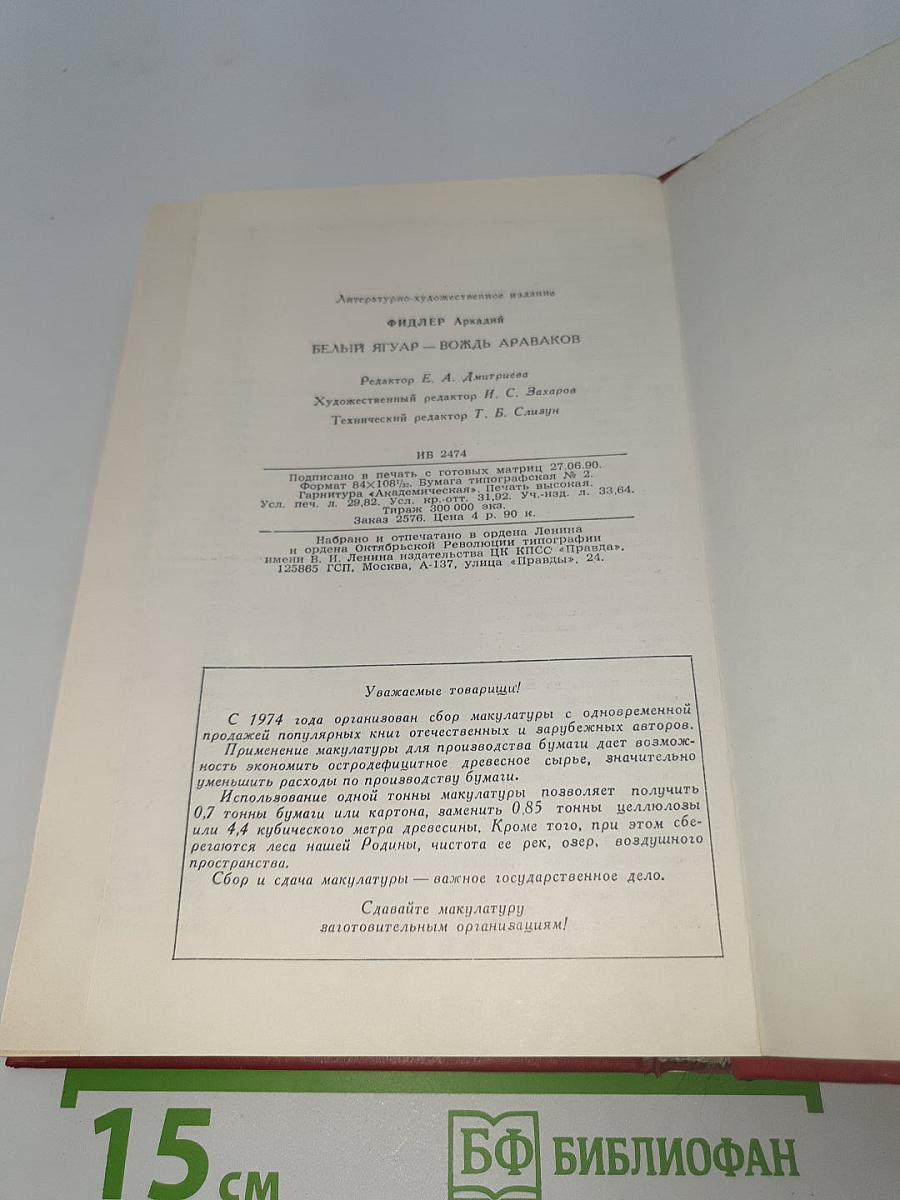 Литературно-художественное издание
ФИДЛЕР Аркадий
БЕЛЫЙ ЯГУАР — ВОЖДЬ АРАВАКОВ
Редактор Е. А. Дмитриева
Художественный редактор И. С. Захаров
Технический редактор Т. Б. Слизун
ИБ 2474
Подписано в печать с готовых матриц 27.06.90.
Формат 84×108¹/₃₂. Бумага типографская № 2.
Гарнитура «Академическая». Печать высокая.
Усл. печ. л. 29,82. Усл. кр.-отт. 31,92. Уч.-изд. л. 33,64.
Тираж 300 000 экз.
Заказ 2576. Цена 4 р. 90 к.
Набрано и отпечатано в ордена Ленина
и ордена Октябрьской Революции типографии
имени В. И. Ленина издательства ЦК КПСС «Правда».
125865 ГСП, Москва, А-137, улица «Правды», 24.
Уважаемые товарищи!
С 1974 года организован сбор макулатуры с одновременной
продажей популярных книг отечественных и зарубежных авторов.
Применение макулатуры для производства бумаги дает возмож-
ность экономить остродефицитное древесное сырье, значительно
уменьшить расходы по производству бумаги.
Использование одной тонны макулатуры позволяет получить
0,7 тонны бумаги или картона, заменить 0,85 тонны целлюлозы
или 4,4 кубического метра древесины. Кроме того, при этом сбе-
регаются леса нашей Родины, чистота ее рек, озер, воздушного
пространства.
Сбор и сдача макулатуры — важное государственное дело.
Сдавайте макулатуру
заготовительным организациям!
15 см
БФ БИБЛИОФАН